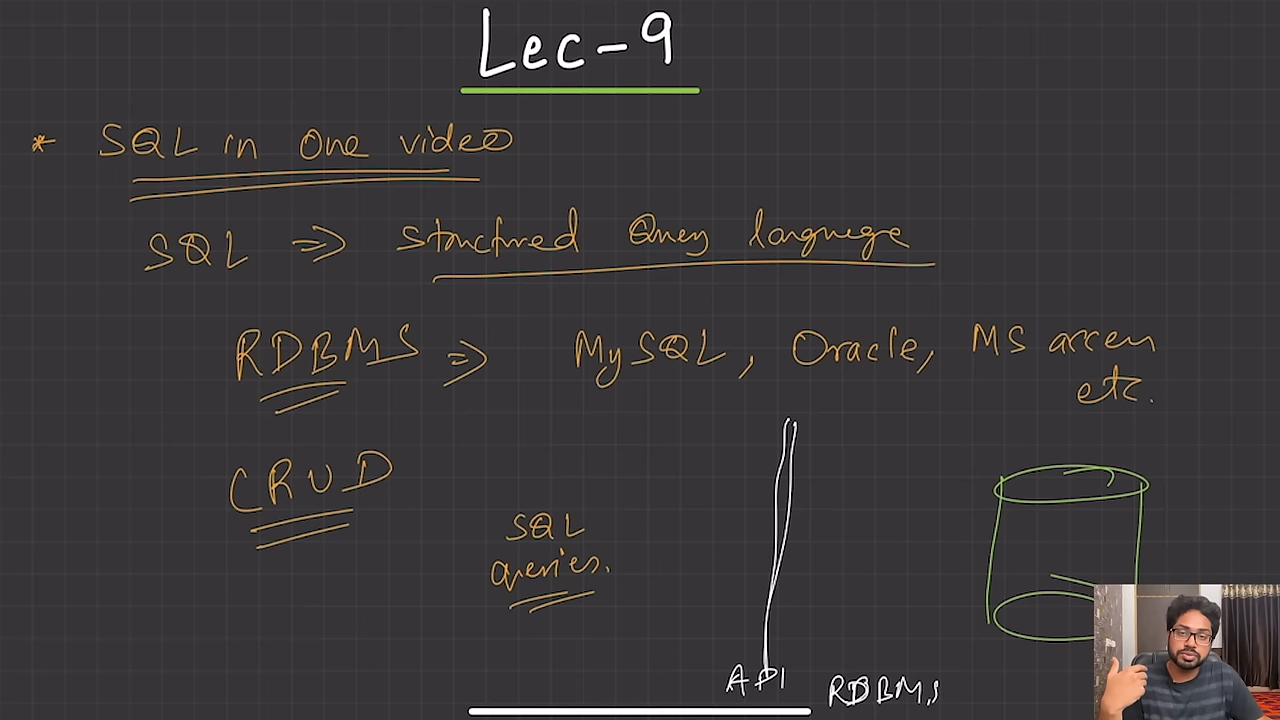 Lec-9
* SQL in One video
SQL => Structured Query language
RDBMS => MySQL, Oracle, MS access
etc.
CRUD
SQL
queries.
API
RDBMS